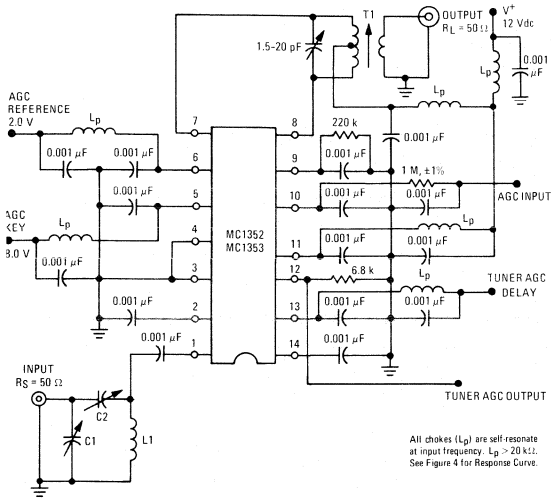 T1
OUTPUT
RL = 50 Ω
V+
12 Vdc
1.5-20 pF
Lp
0.001
µF
AGC
REFERENCE
2.0 V
Lp
7
8
Lp
220 k
0.001 µF
0.001 µF
0.001 µF
6
9
0.001 µF
1 M, ±1%
0.001 µF
5
10
0.001 µF
0.001 µF
AGC INPUT
AGC
KEY
8.0 V
Lp
4
MC1352
MC1353
Lp
11
0.001 µF
0.001 µF
0.001 µF
3
12
6.8 k
Lp
TUNER AGC
DELAY
0.001 µF
2
13
0.001 µF
0.001 µF
0.001 µF
1
14
0.001 µF
INPUT
RS = 50 Ω
C2
C1
L1
TUNER AGC OUTPUT
All chokes (Lp) are self-resonate
at input frequency. Lp > 20 kΩ.
See Figure 4 for Response Curve.